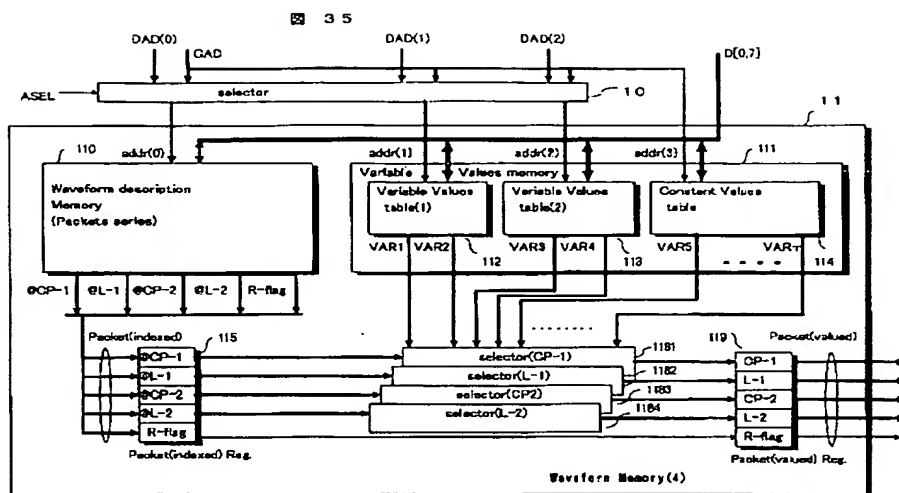 図 35
DAD(0) GAD DAD(1) DAD(2) D[0,7]
ASEL selector 10
11
110 addr(0) addr(1) addr(2) addr(3) 111
Variable Values memory
Waveform description
Memory
(Packets series)
Variable Values
table(1)
Variable Values
table(2)
Constant Values
table
VAR1 VAR2 112 VAR3 VAR4 113 VAR5 114
@CP-1 @L-1 @CP-2 @L-2 R-flag
Packet(indexed) 115
@CP-1
@L-1
@CP-2
@L-2
R-flag
Packet(indexed) Reg.
selector(CP-1) 1181
selector(L-1) 1182
selector(CP2) 1183
selector(L-2) 1184
119 Packet(valued)
CP-1
L-1
CP-2
L-2
R-flag
Packet(valued) Reg.
Waveform Memory(4)